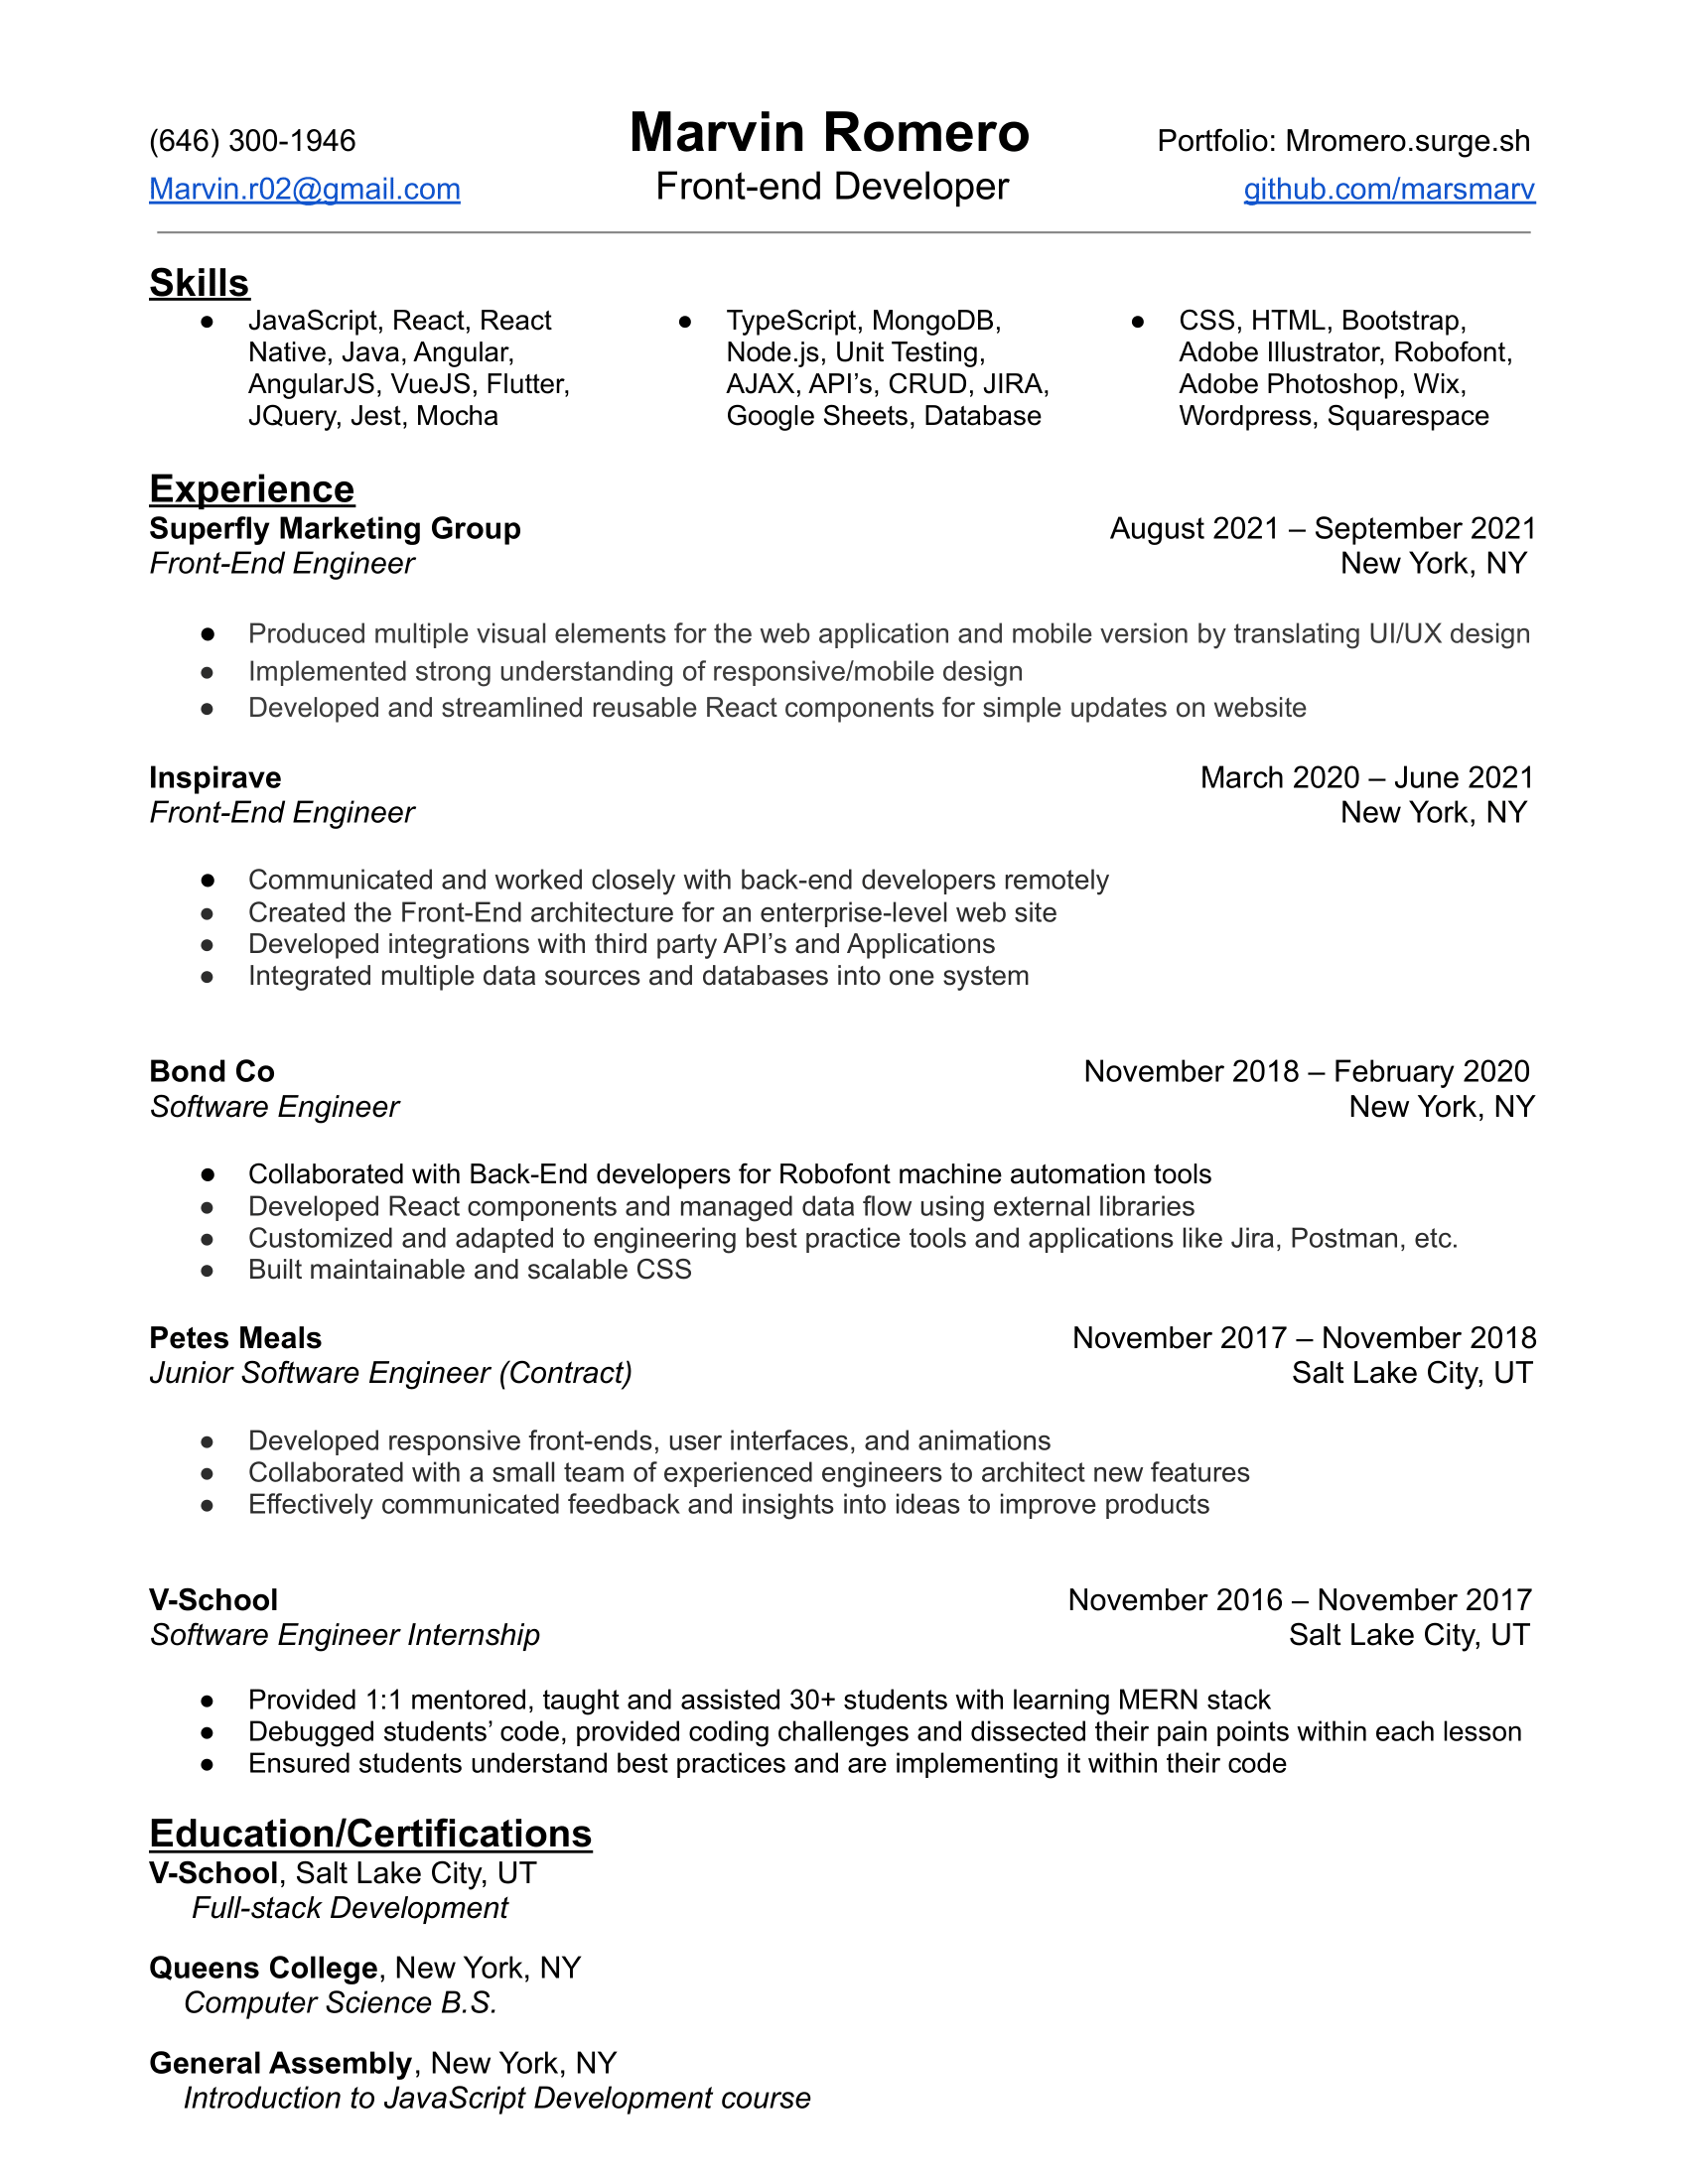 (646) 300-1946 Marvin Romero Portfolio: Mromero.surge.sh
Marvin.r02@gmail.com Front-end Developer github.com/marsmarv
Skills
● JavaScript, React, React
Native, Java, Angular,
AngularJS, VueJS, Flutter,
JQuery, Jest, Mocha
● TypeScript, MongoDB,
Node.js, Unit Testing,
AJAX, API’s, CRUD, JIRA,
Google Sheets, Database
● CSS, HTML, Bootstrap,
Adobe Illustrator, Robofont,
Adobe Photoshop, Wix,
Wordpress, Squarespace
Experience
Superfly Marketing Group August 2021 – September 2021
Front-End Engineer New York, NY
● Produced multiple visual elements for the web application and mobile version by translating UI/UX design
● Implemented strong understanding of responsive/mobile design
● Developed and streamlined reusable React components for simple updates on website
Inspirave March 2020 – June 2021
Front-End Engineer New York, NY
● Communicated and worked closely with back-end developers remotely
● Created the Front-End architecture for an enterprise-level web site
● Developed integrations with third party API’s and Applications
● Integrated multiple data sources and databases into one system
Bond Co November 2018 – February 2020
Software Engineer New York, NY
● Collaborated with Back-End developers for Robofont machine automation tools
● Developed React components and managed data flow using external libraries
● Customized and adapted to engineering best practice tools and applications like Jira, Postman, etc.
● Built maintainable and scalable CSS
Petes Meals November 2017 – November 2018
Junior Software Engineer (Contract) Salt Lake City, UT
● Developed responsive front-ends, user interfaces, and animations
● Collaborated with a small team of experienced engineers to architect new features
● Effectively communicated feedback and insights into ideas to improve products
V-School November 2016 – November 2017
Software Engineer Internship Salt Lake City, UT
● Provided 1:1 mentored, taught and assisted 30+ students with learning MERN stack
● Debugged students’ code, provided coding challenges and dissected their pain points within each lesson
● Ensured students understand best practices and are implementing it within their code
Education/Certifications
V-School, Salt Lake City, UT
Full-stack Development
Queens College, New York, NY
Computer Science B.S.
General Assembly, New York, NY
Introduction to JavaScript Development course